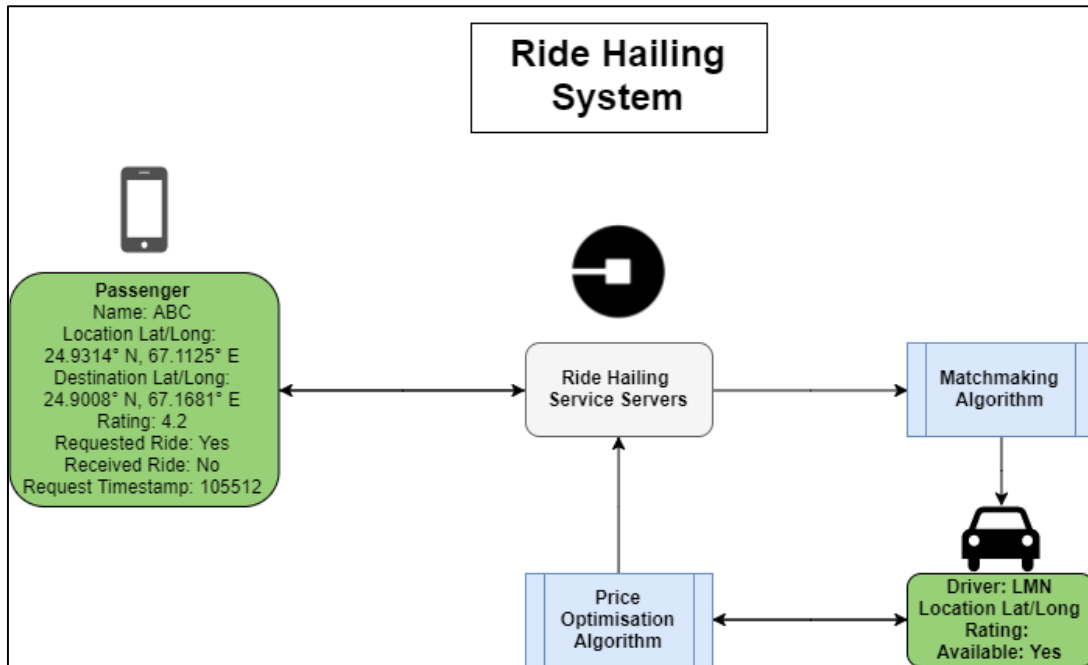 Ride Hailing
System
Passenger
Name: ABC
Location Lat/Long:
24.9314° N, 67.1125° E
Destination Lat/Long:
24.9008° N, 67.1681° E
Rating: 4.2
Requested Ride: Yes
Received Ride: No
Request Timestamp: 105512
Ride Hailing
Service Servers
Matchmaking
Algorithm
Price
Optimisation
Algorithm
Driver: LMN
Location Lat/Long
Rating:
Available: Yes